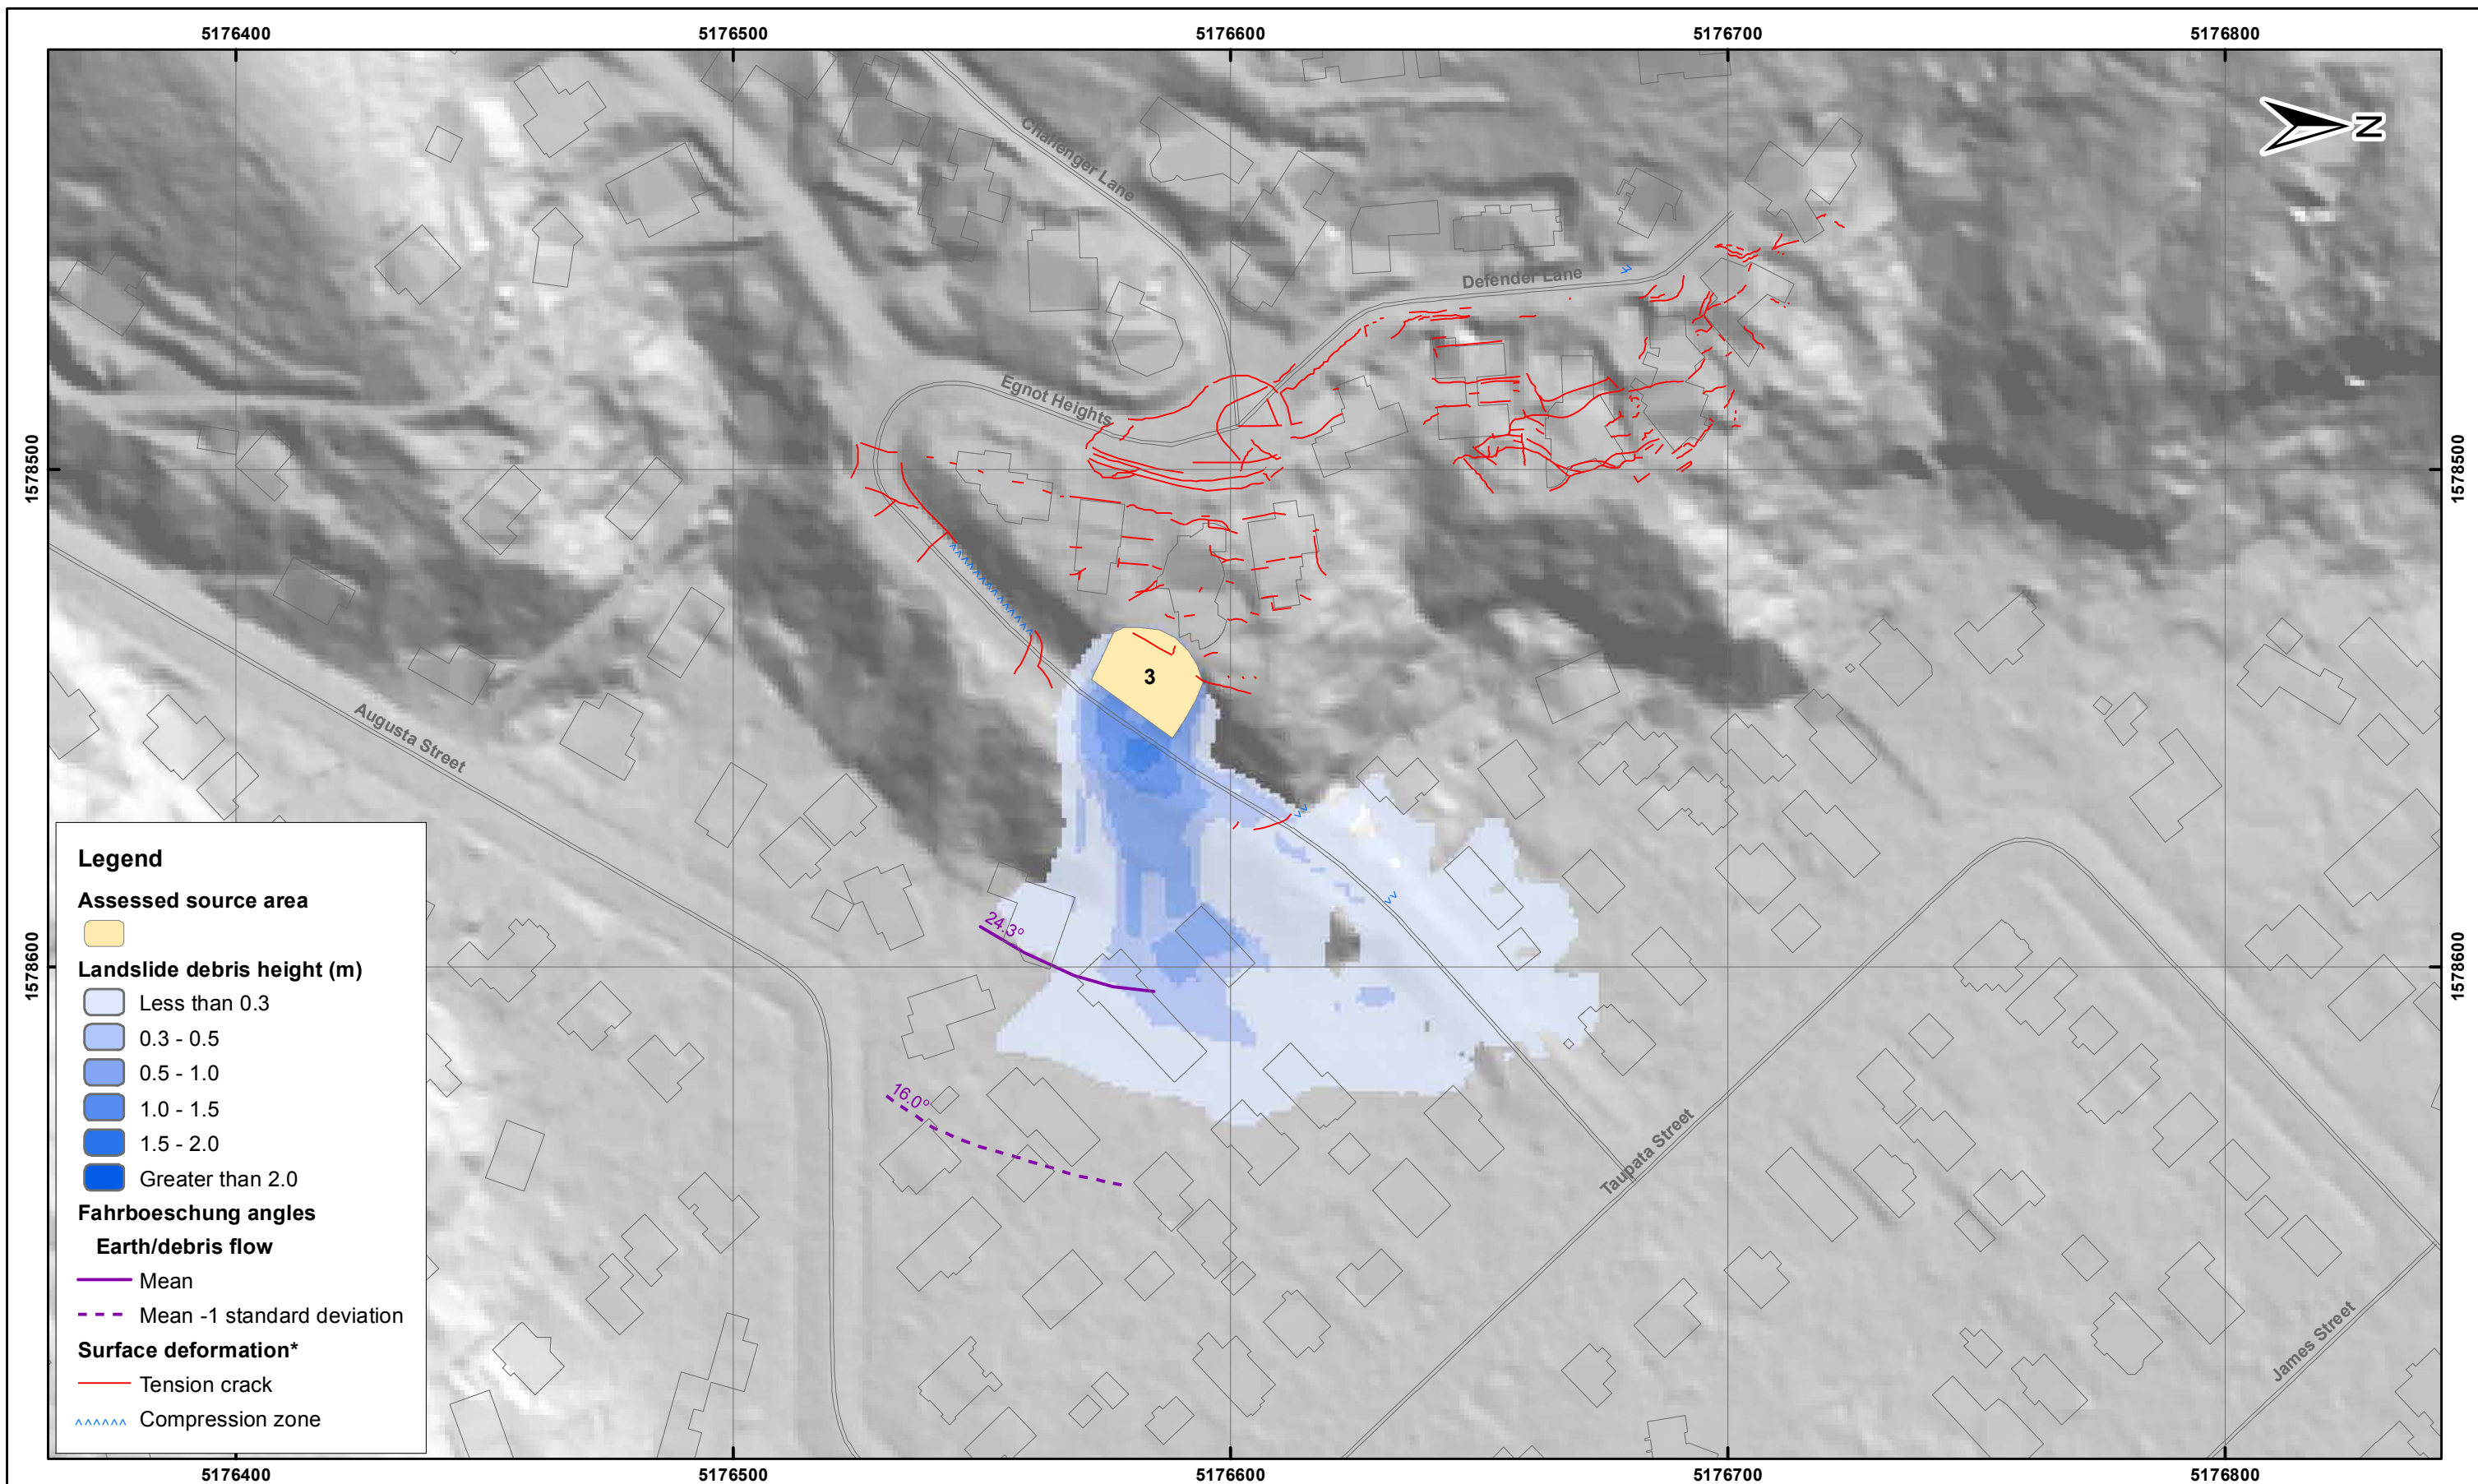 5176400 5176500 5176600 5176700 5176800
N
Challenger Lane
Defender Lane
Egnot Heights
1578500 1578500
3
Augusta Street
24.3°
1578600 1578600
16.0°
Taupata Street
James Street
Legend
Assessed source area
Landslide debris height (m)
Less than 0.3
0.3 - 0.5
0.5 - 1.0
1.0 - 1.5
1.5 - 2.0
Greater than 2.0
Fahrboeschung angles
Earth/debris flow
Mean
Mean -1 standard deviation
Surface deformation*
Tension crack
Compression zone
5176400 5176500 5176600 5176700 5176800